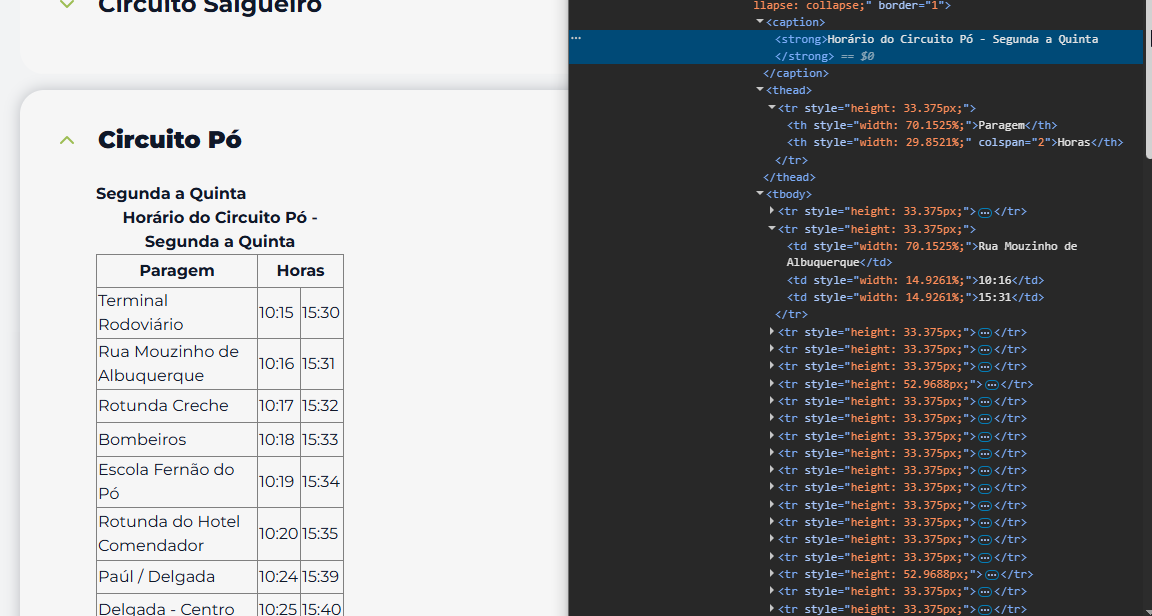 Circuito Salgueiro
Circuito Pó
Segunda a Quinta
Horário do Circuito Pó -
Segunda a Quinta
Paragem Horas
Terminal
Rodoviário
10:15 15:30
Rua Mouzinho de
Albuquerque
10:16 15:31
Rotunda Creche 10:17 15:32
Bombeiros 10:18 15:33
Escola Fernão do
Pó
10:19 15:34
Rotunda do Hotel
Comendador
10:20 15:35
Paúl / Delgada 10:24 15:39
Delgada - Centro 10:25 15:40
llapse: collapse;" border="1">
<caption>
<strong>Horário do Circuito Pó - Segunda a Quinta
</strong> == $0
</caption>
<thead>
<tr style="height: 33.375px;">
<th style="width: 70.1525%;">Paragem</th>
<th style="width: 29.8521%;" colspan="2">Horas</th>
</tr>
</thead>
<tbody>
<tr style="height: 33.375px;">…</tr>
<tr style="height: 33.375px;">
<td style="width: 70.1525%;">Rua Mouzinho de
Albuquerque</td>
<td style="width: 14.9261%;">10:16</td>
<td style="width: 14.9261%;">15:31</td>
</tr>
<tr style="height: 33.375px;">…</tr>
<tr style="height: 33.375px;">…</tr>
<tr style="height: 33.375px;">…</tr>
<tr style="height: 52.9688px;">…</tr>
<tr style="height: 33.375px;">…</tr>
<tr style="height: 33.375px;">…</tr>
<tr style="height: 33.375px;">…</tr>
<tr style="height: 33.375px;">…</tr>
<tr style="height: 33.375px;">…</tr>
<tr style="height: 33.375px;">…</tr>
<tr style="height: 33.375px;">…</tr>
<tr style="height: 33.375px;">…</tr>
<tr style="height: 33.375px;">…</tr>
<tr style="height: 33.375px;">…</tr>
<tr style="height: 52.9688px;">…</tr>
<tr style="height: 33.375px;">…</tr>
<tr style="height: 33.375px;">…</tr>